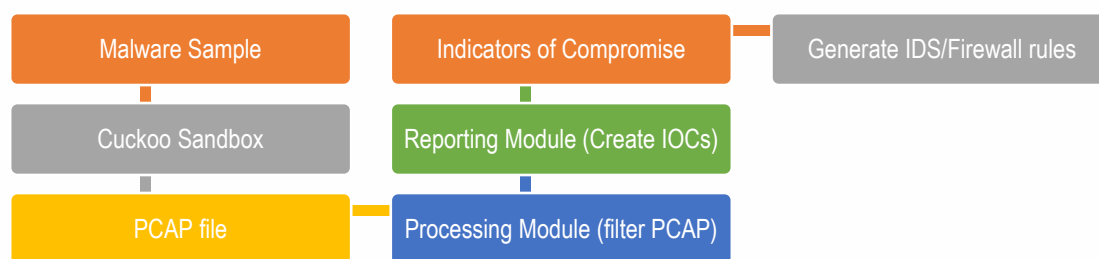 Malware Sample
Cuckoo Sandbox
PCAP file
Processing Module (filter PCAP)
Reporting Module (Create IOCs)
Indicators of Compromise
Generate IDS/Firewall rules